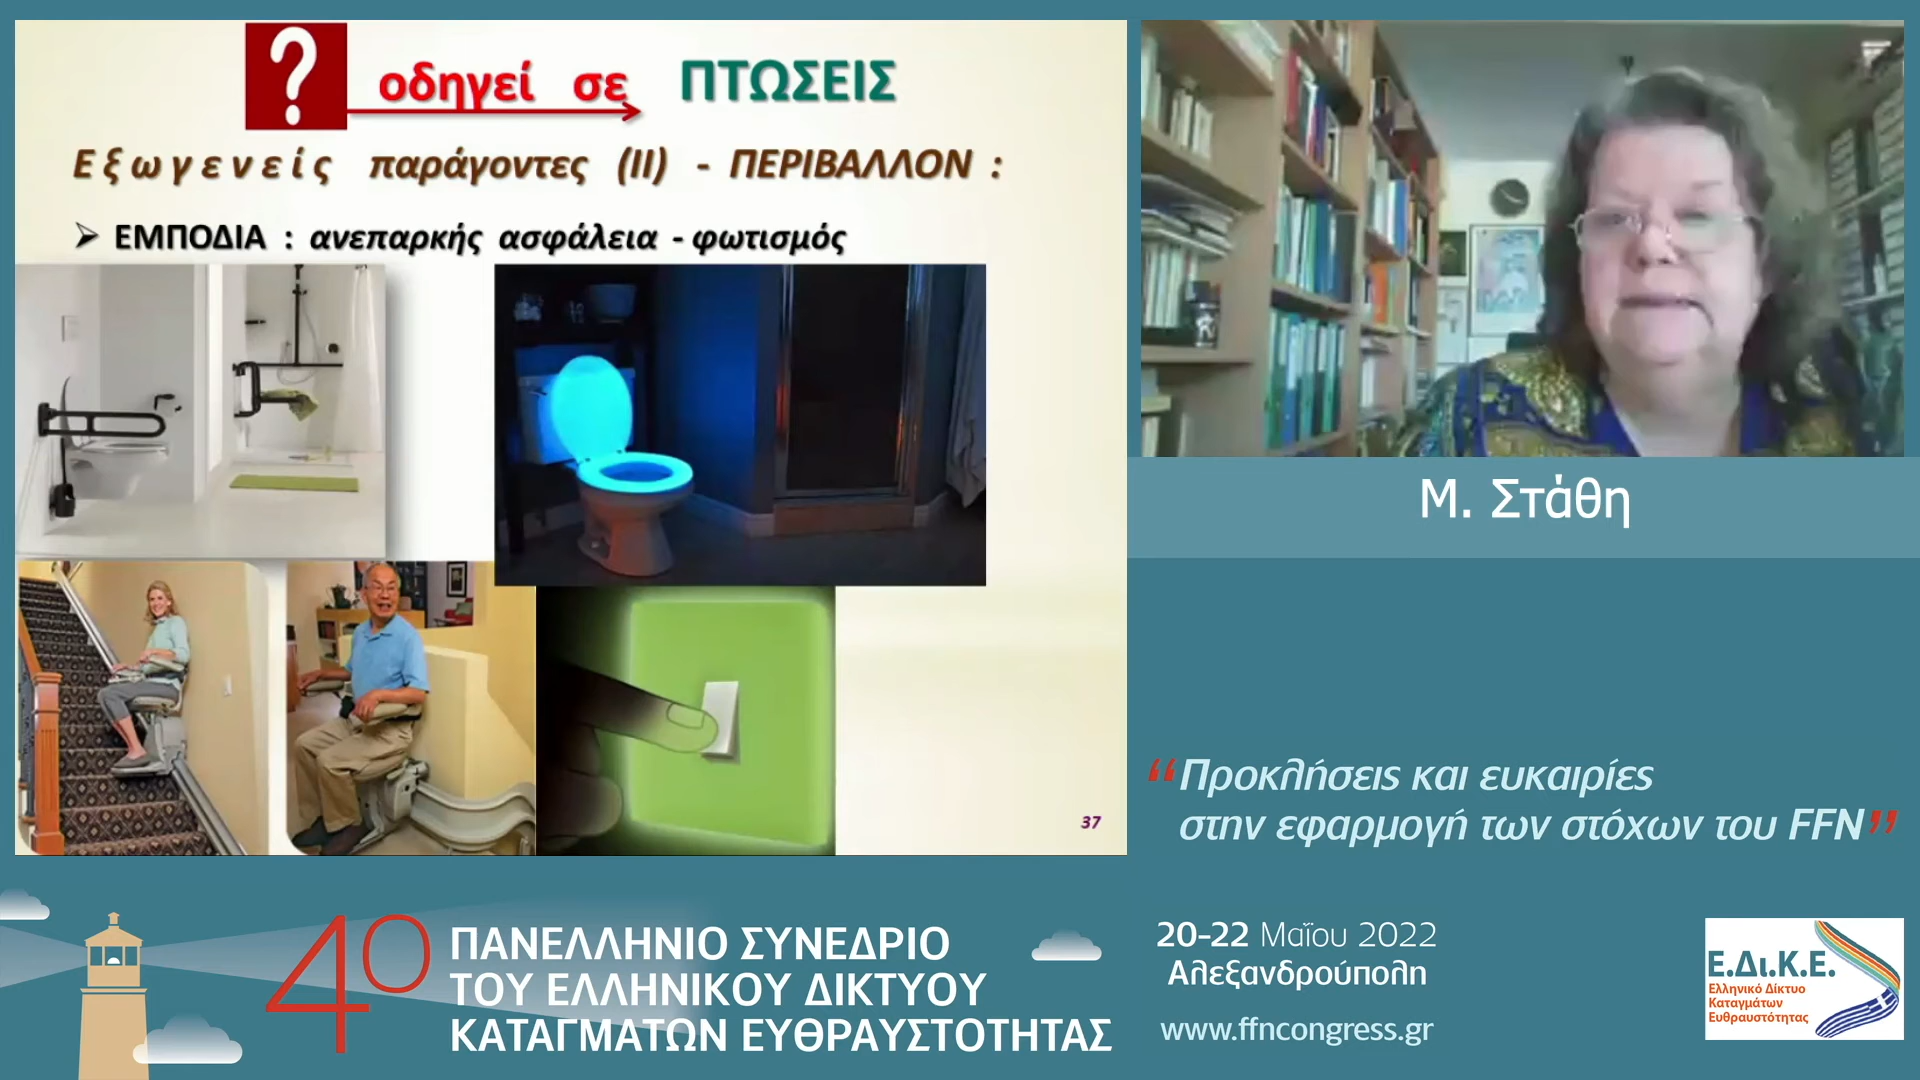 ? οδηγεί σε ΠΤΩΣΕΙΣ
Εξωγενείς παράγοντες (ΙΙ) - ΠΕΡΙΒΑΛΛΟΝ :
➢ ΕΜΠΟΔΙΑ : ανεπαρκής ασφάλεια - φωτισμός
37
Μ. Στάθη
“Προκλήσεις και ευκαιρίες
στην εφαρμογή των στόχων του FFN”
4ο
ΠΑΝΕΛΛΗΝΙΟ ΣΥΝΕΔΡΙΟ
ΤΟΥ ΕΛΛΗΝΙΚΟΥ ΔΙΚΤΥΟΥ
ΚΑΤΑΓΜΑΤΩΝ ΕΥΘΡΑΥΣΤΟΤΗΤΑΣ
20-22 Μαΐου 2022
Αλεξανδρούπολη
www.ffncongress.gr
Ε.Δι.Κ.Ε.
Ελληνικό Δίκτυο
Καταγμάτων
Ευθραυστότητας